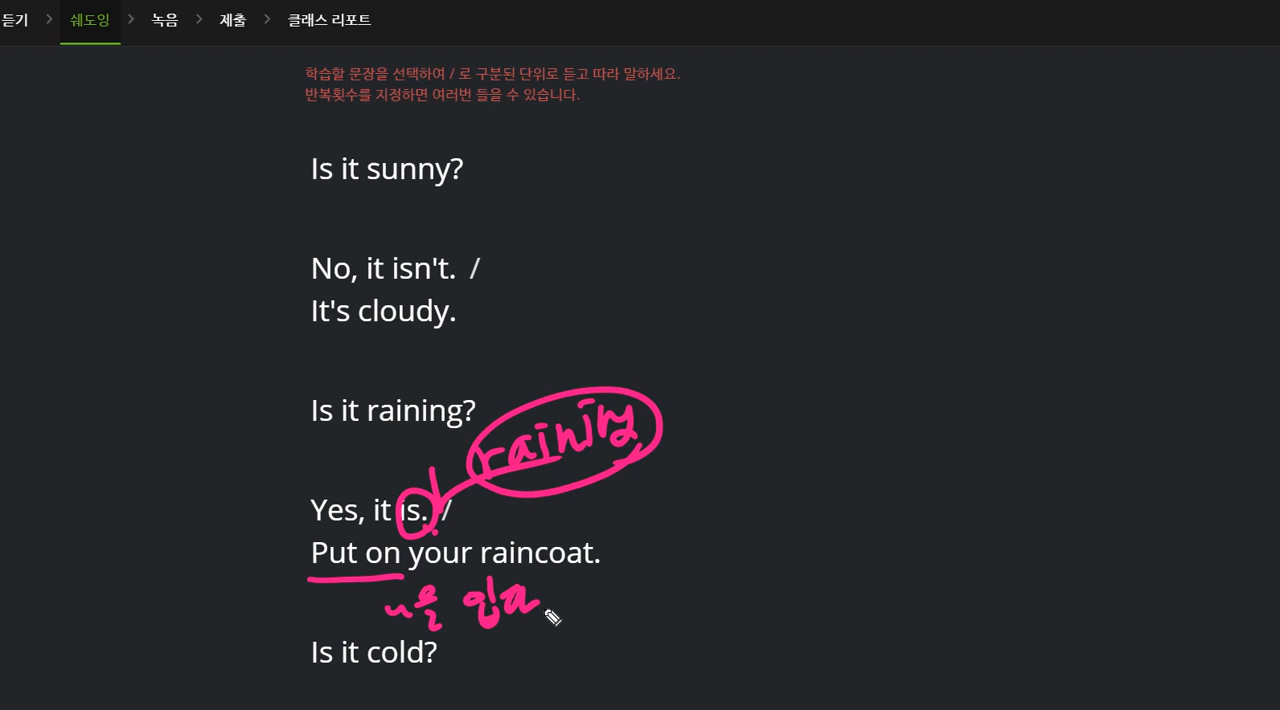 듣기 > 쉐도잉 > 녹음 > 제출 > 클래스 리포트
학습할 문장을 선택하여 / 로 구분된 단위로 듣고 따라 말하세요.
반복횟수를 지정하면 여러번 들을 수 있습니다.
Is it sunny?
No, it isn't. /
It's cloudy.
Is it raining?
raining
Yes, it is. /
Put on your raincoat.
~을 입다
Is it cold?